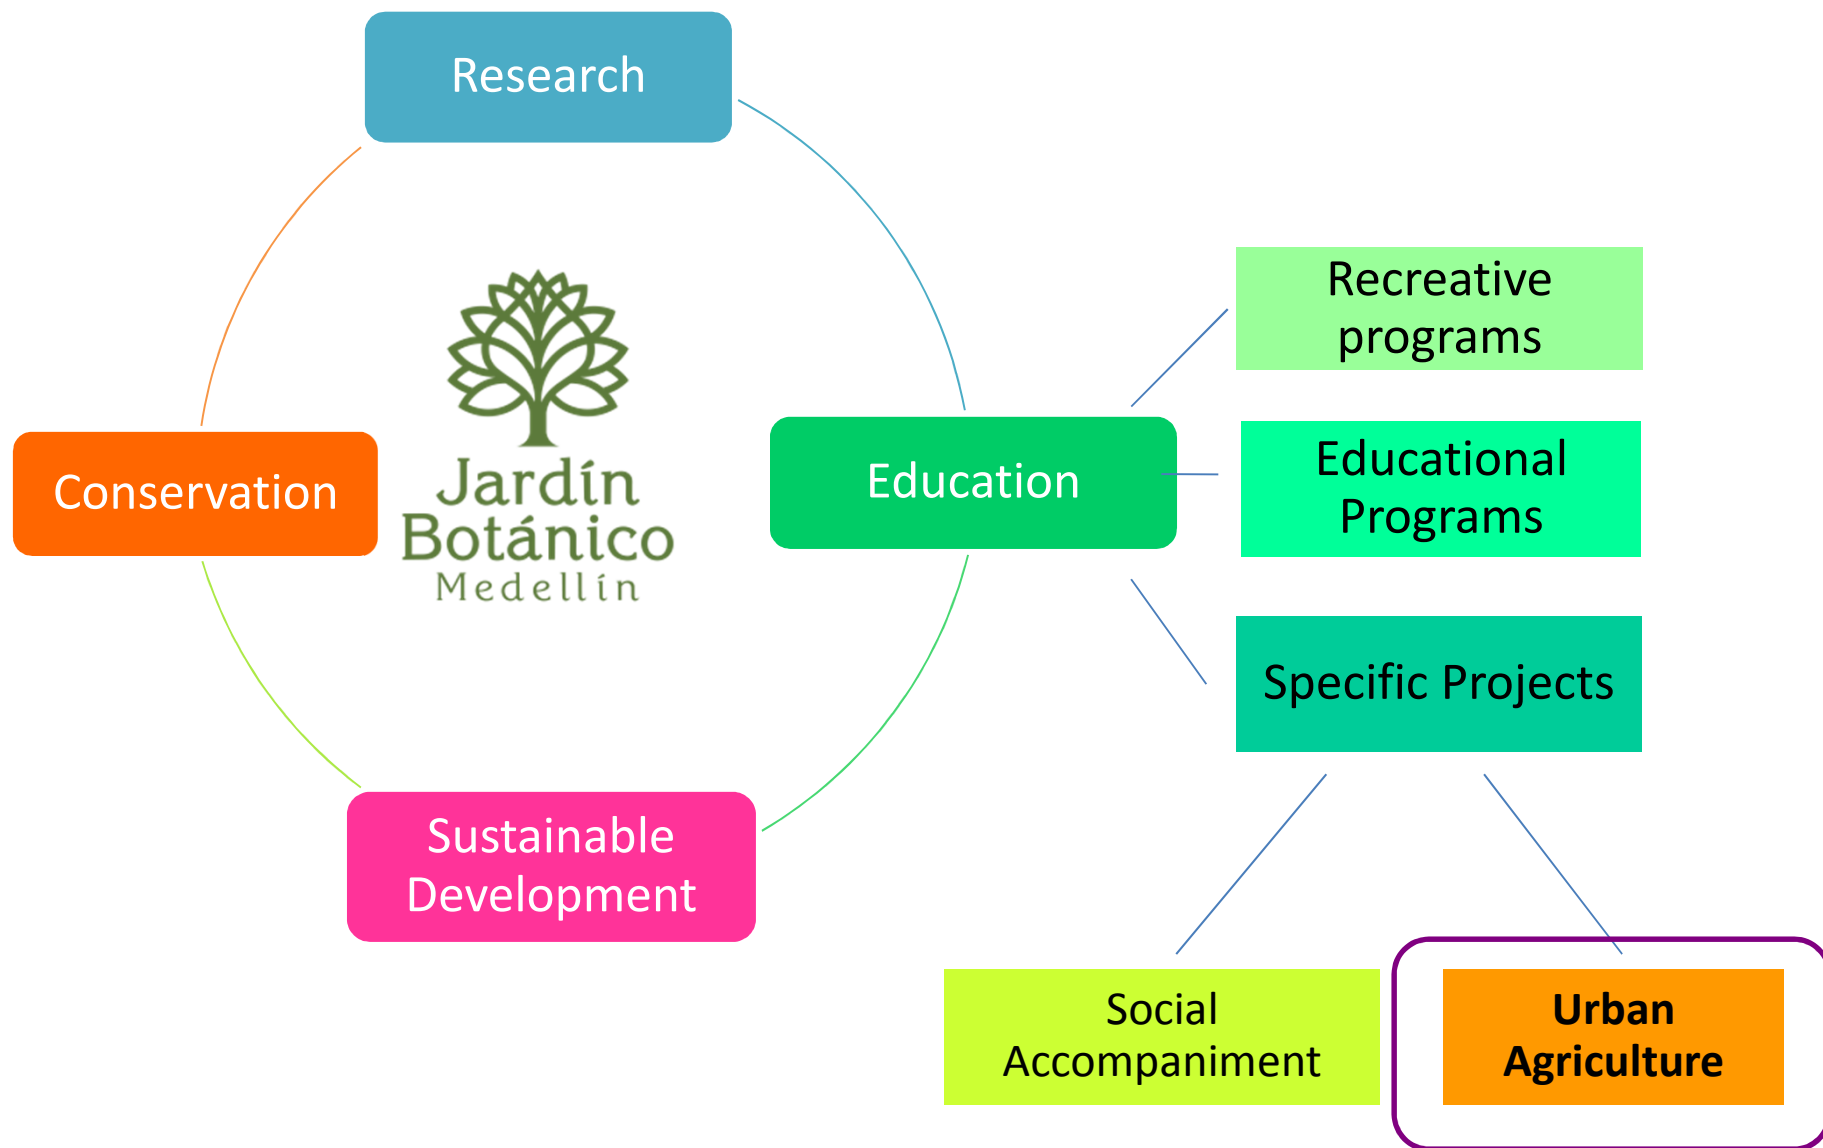 Research
Conservation
Jardín
Botánico
Medellín
Education
Sustainable
Development
Recreative
programs
Educational
Programs
Specific Projects
Social
Accompaniment
Urban
Agriculture